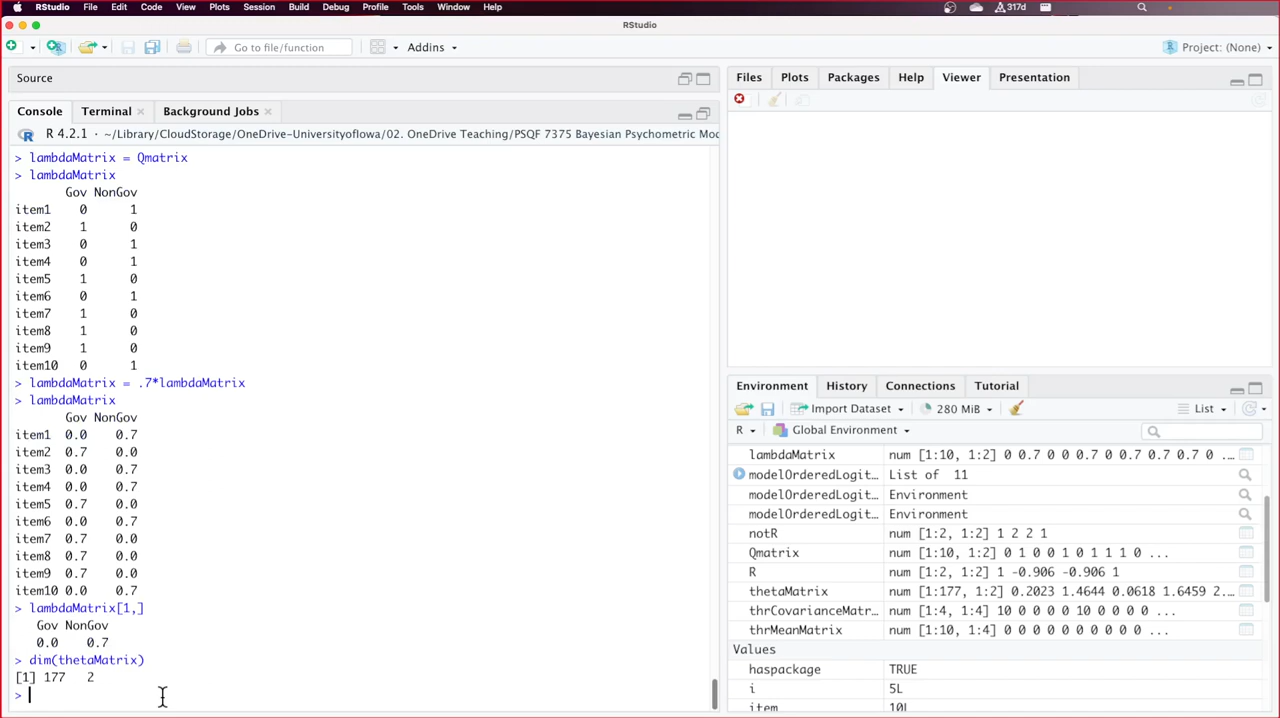 RStudio File Edit Code View Plots Session Build Debug Profile Tools Window Help 317d
RStudio
Go to file/function Addins Project: (None)
Source
Console Terminal Background Jobs
R 4.2.1 · ~/Library/CloudStorage/OneDrive-UniversityofIowa/02. OneDrive Teaching/PSQF 7375 Bayesian Psychometric Mo
> lambdaMatrix = Qmatrix
> lambdaMatrix
Gov NonGov
item1 0 1
item2 1 0
item3 0 1
item4 0 1
item5 1 0
item6 0 1
item7 1 0
item8 1 0
item9 1 0
item10 0 1
> lambdaMatrix = .7*lambdaMatrix
> lambdaMatrix
Gov NonGov
item1 0.0 0.7
item2 0.7 0.0
item3 0.0 0.7
item4 0.0 0.7
item5 0.7 0.0
item6 0.0 0.7
item7 0.7 0.0
item8 0.7 0.0
item9 0.7 0.0
item10 0.0 0.7
> lambdaMatrix[1,]
Gov NonGov
0.0 0.7
> dim(thetaMatrix)
[1] 177 2
>
Files Plots Packages Help Viewer Presentation
Environment History Connections Tutorial
Import Dataset 280 MiB List
R Global Environment
lambdaMatrix num [1:10, 1:2] 0 0.7 0 0 0.7 0 0.7 0.7 0.7 0 ...
modelOrderedLogit… List of 11
modelOrderedLogit… Environment
modelOrderedLogit… Environment
notR num [1:2, 1:2] 1 2 2 1
Qmatrix num [1:10, 1:2] 0 1 0 0 1 0 1 1 1 0 ...
R num [1:2, 1:2] 1 -0.906 -0.906 1
thetaMatrix num [1:177, 1:2] 0.2023 1.4644 0.0618 1.6459 2.…
thrCovarianceMatr… num [1:4, 1:4] 10 0 0 0 0 10 0 0 0 0 ...
thrMeanMatrix num [1:10, 1:4] 0 0 0 0 0 0 0 0 0 0 ...
Values
haspackage TRUE
i 5L
item 10L